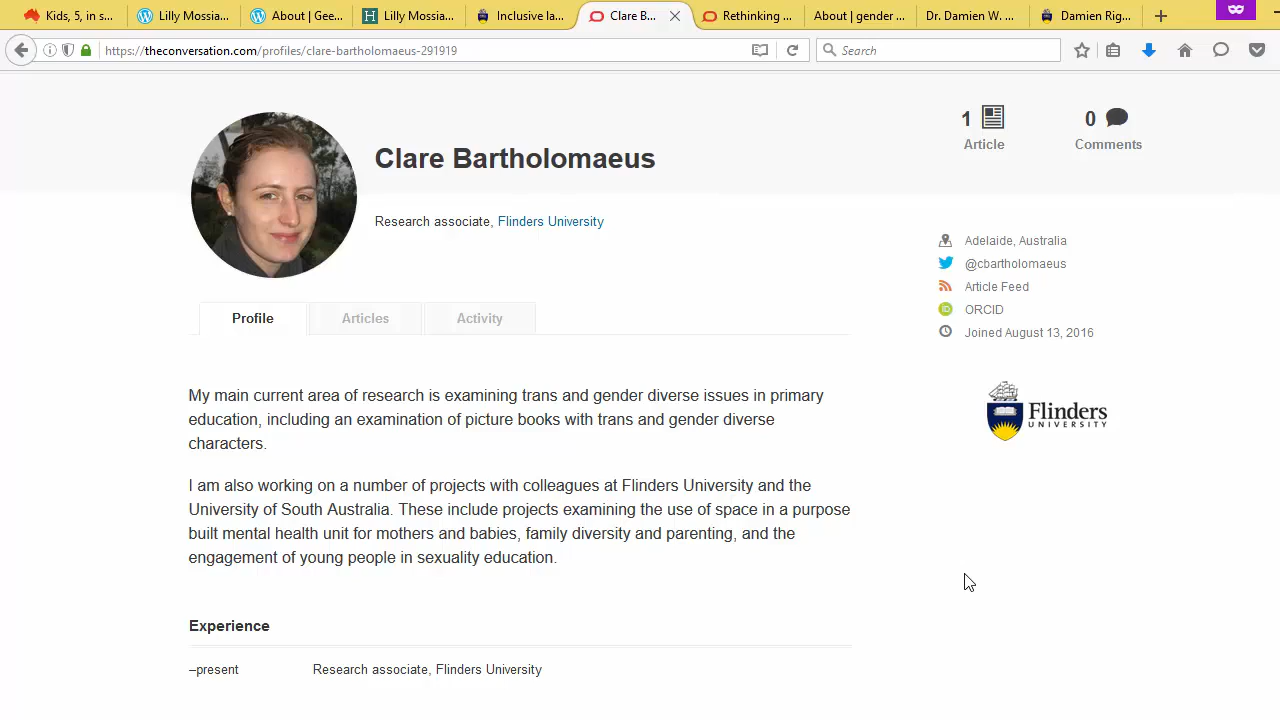 Kids, 5, in s...
Lilly Mossia...
About | Gee...
Lilly Mossia...
Inclusive la...
Clare B...
Rethinking ...
About | gender ...
Dr. Damien W. ...
Damien Rig...
https://theconversation.com/profiles/clare-bartholomaeus-291919
Search
1
Article
0
Comments
Clare Bartholomaeus
Research associate, Flinders University
Adelaide, Australia
@cbartholomaeus
Article Feed
ORCID
Joined August 13, 2016
Flinders
UNIVERSITY
Profile
Articles
Activity
My main current area of research is examining trans and gender diverse issues in primary
education, including an examination of picture books with trans and gender diverse
characters.
I am also working on a number of projects with colleagues at Flinders University and the
University of South Australia. These include projects examining the use of space in a purpose
built mental health unit for mothers and babies, family diversity and parenting, and the
engagement of young people in sexuality education.
Experience
–present
Research associate, Flinders University